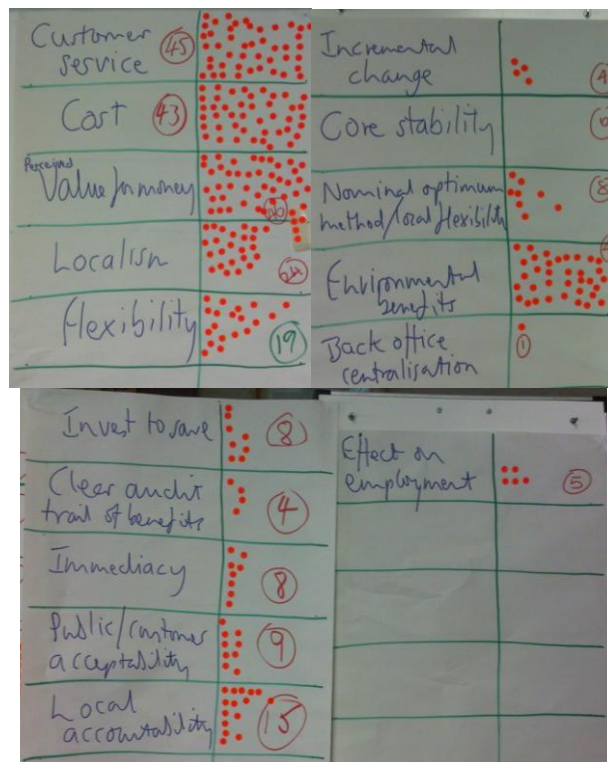 Customer
service 45
Cost 43
Perceived
Value for money
Localism 24
flexibility 19
Incremental
change 4
Core stability
Nominal optimum
method/local flexibility 8
Environmental
benefits
Back office
centralisation 1
Invest to save 8
Clear audit
trail of benefits 4
Immediacy 8
Public/customer
acceptability 9
Local
accountability 15
Effect on
employment 5